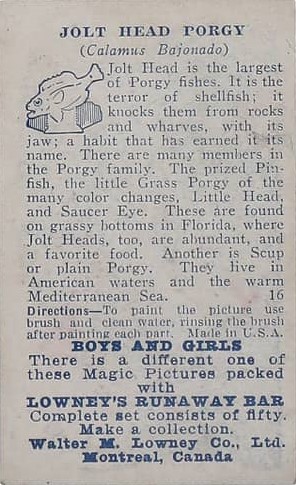 JOLT HEAD PORGY
(Calamus Bajonado)
Jolt Head is the largest
of Porgy fishes. It is the
terror of shellfish; it
knocks them from rocks
and wharves, with its
jaw; a habit that has earned it its
name. There are many members in
the Porgy family. The prized Pin-
fish, the little Grass Porgy of the
many color changes, Little Head,
and Saucer Eye. These are found
on grassy bottoms in Florida, where
Jolt Heads, too, are abundant, and
a favorite food. Another is Scup
or plain Porgy. They live in
American waters and the warm
Mediterranean Sea. 16
Directions—To paint the picture use
brush and clean water, rinsing the brush
after painting each part. Made in U.S.A.
BOYS AND GIRLS
There is a different one of
these Magic Pictures packed
with
LOWNEY'S RUNAWAY BAR
Complete set consists of fifty.
Make a collection.
Walter M. Lowney Co., Ltd.
Montreal, Canada